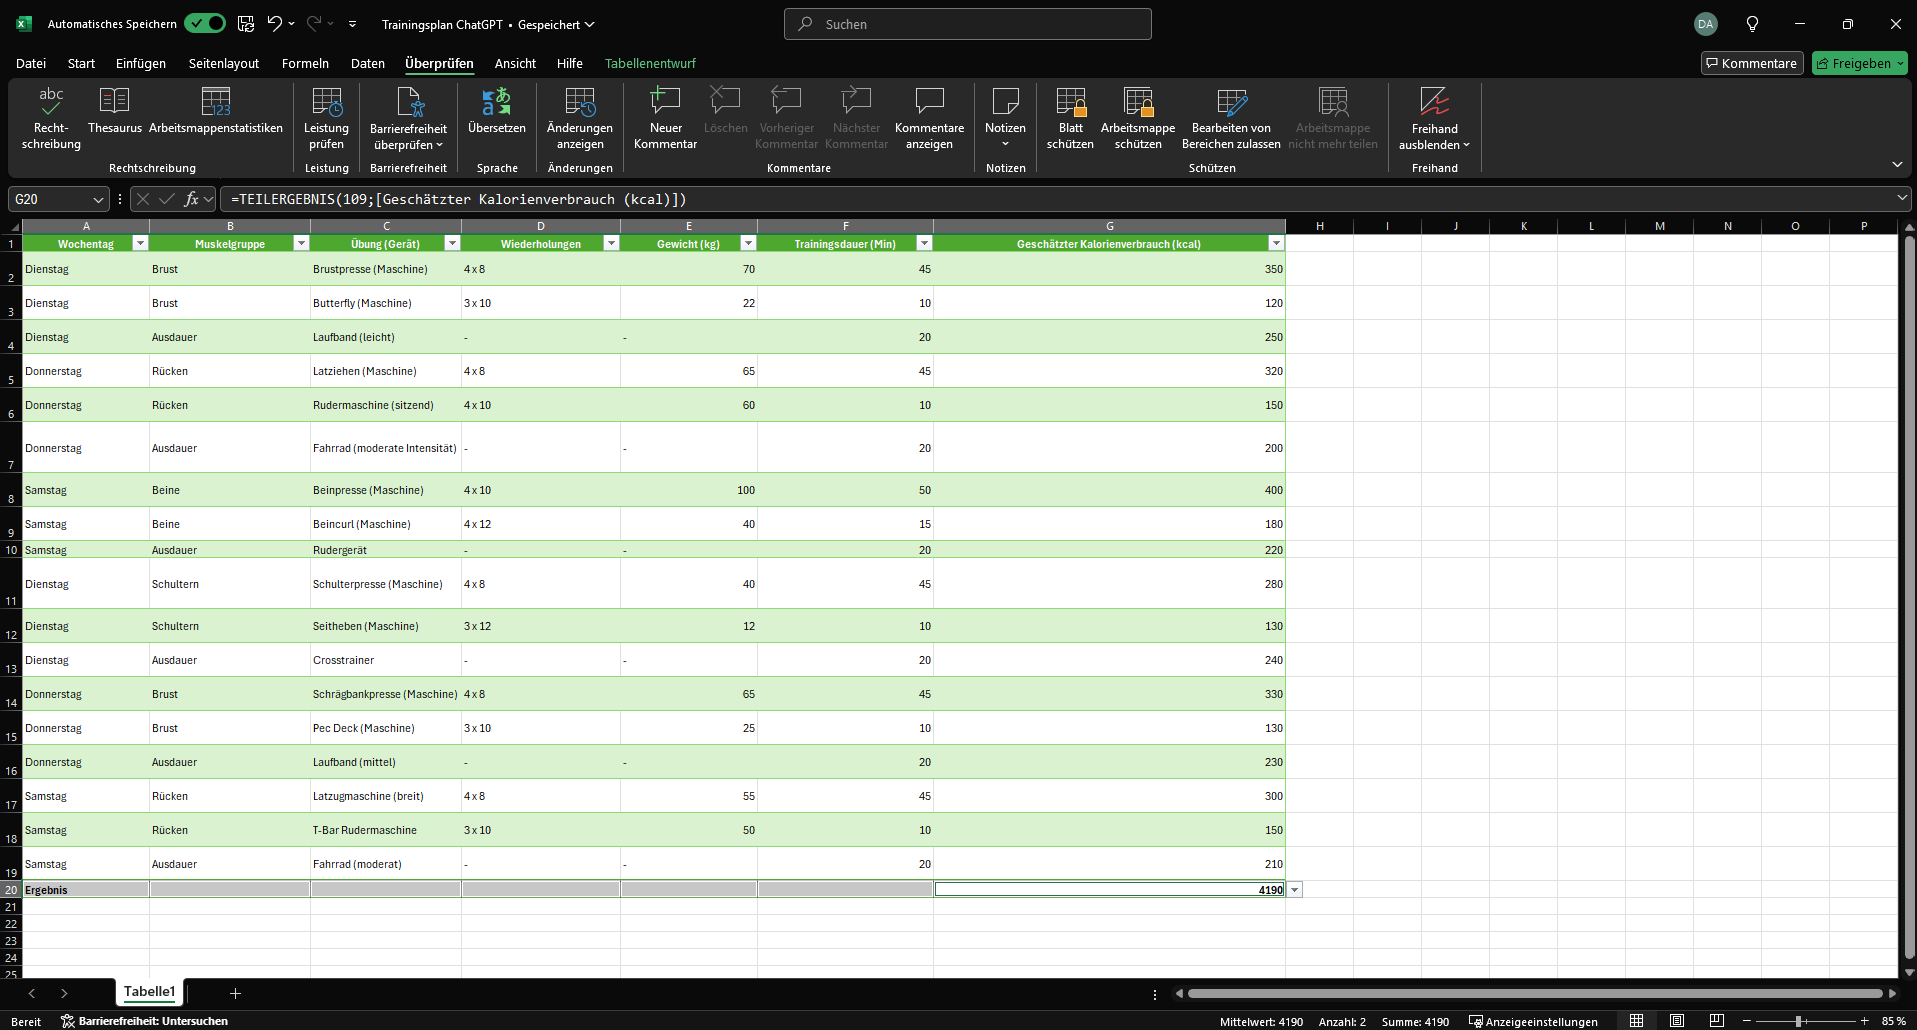 Automatisches Speichern
Trainingsplan ChatGPT • Gespeichert
Suchen
DA
Datei Start Einfügen Seitenlayout Formeln Daten Überprüfen Ansicht Hilfe Tabellenentwurf
Kommentare Freigeben
abc
Recht-
schreibung
Thesaurus
123
Arbeitsmappenstatistiken
Rechtschreibung
Leistung
prüfen
Leistung
Barrierefreiheit
überprüfen
Barrierefreiheit
Übersetzen
Sprache
Änderungen
anzeigen
Änderungen
Neuer
Kommentar
Löschen
Vorheriger
Kommentar
Nächster
Kommentar
Kommentare
anzeigen
Kommentare
Notizen
Notizen
Blatt
schützen
Arbeitsmappe
schützen
Bearbeiten von
Bereichen zulassen
Arbeitsmappe
nicht mehr teilen
Schützen
Freihand
ausblenden
Freihand
G20 fx =TEILERGEBNIS(109;[Geschätzter Kalorienverbrauch (kcal)])
A B C D E F G H I J K L M N O P
1 Wochentag Muskelgruppe Übung (Gerät) Wiederholungen Gewicht (kg) Trainingsdauer (Min) Geschätzter Kalorienverbrauch (kcal)
2 Dienstag Brust Brustpresse (Maschine) 4 x 8 70 45 350
3 Dienstag Brust Butterfly (Maschine) 3 x 10 22 10 120
4 Dienstag Ausdauer Laufband (leicht) - - 20 250
5 Donnerstag Rücken Latziehen (Maschine) 4 x 8 65 45 320
6 Donnerstag Rücken Rudermaschine (sitzend) 4 x 10 60 10 150
7 Donnerstag Ausdauer Fahrrad (moderate Intensität) - - 20 200
8 Samstag Beine Beinpresse (Maschine) 4 x 10 100 50 400
9 Samstag Beine Beincurl (Maschine) 4 x 12 40 15 180
10 Samstag Ausdauer Rudergerät - - 20 220
11 Dienstag Schultern Schulterpresse (Maschine) 4 x 8 40 45 280
12 Dienstag Schultern Seitheben (Maschine) 3 x 12 12 10 130
13 Dienstag Ausdauer Crosstrainer - - 20 240
14 Donnerstag Brust Schrägbankpresse (Maschine) 4 x 8 65 45 330
15 Donnerstag Brust Pec Deck (Maschine) 3 x 10 25 10 130
16 Donnerstag Ausdauer Laufband (mittel) - - 20 230
17 Samstag Rücken Latzugmaschine (breit) 4 x 8 55 45 300
18 Samstag Rücken T-Bar Rudermaschine 3 x 10 50 10 150
19 Samstag Ausdauer Fahrrad (moderat) - - 20 210
20 Ergebnis 4190
21
22
23
24
25
Tabelle1
Bereit Barrierefreiheit: Untersuchen Mittelwert: 4190 Anzahl: 2 Summe: 4190 Anzeigeeinstellungen 85 %